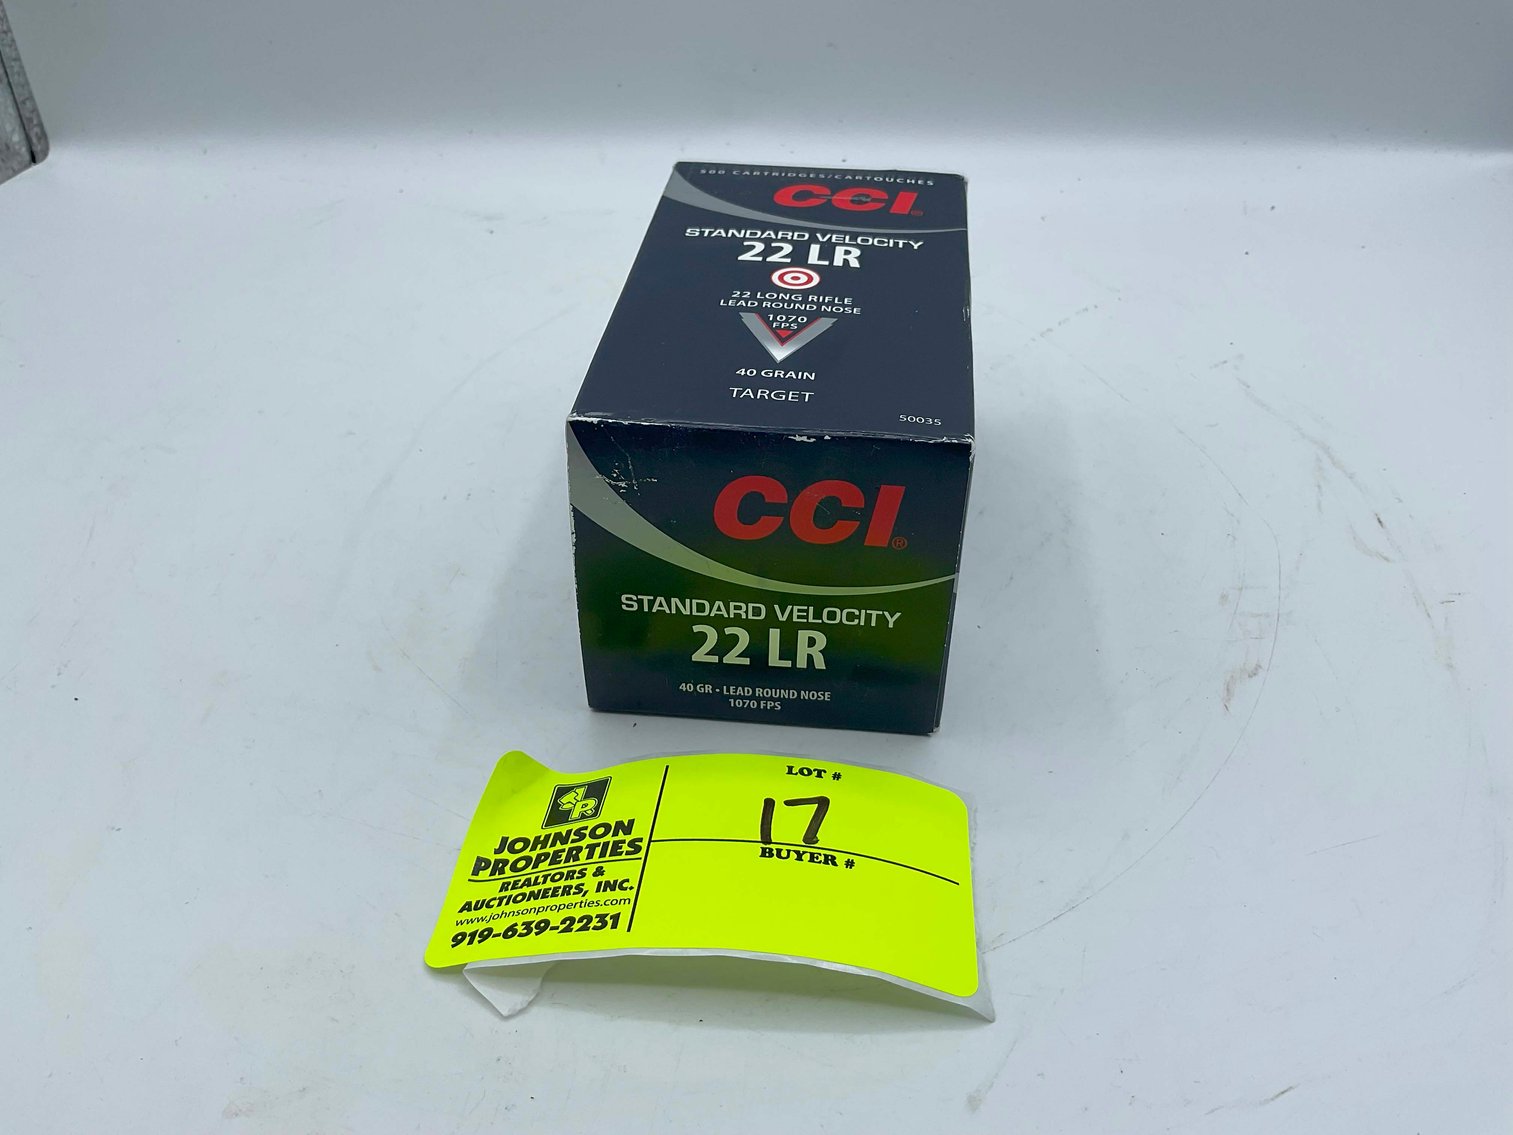 500 CARTRIDGES/CARTOUCHES
CCI®
STANDARD VELOCITY
22 LR
22 LONG RIFLE
LEAD ROUND NOSE
1070
FPS
40 GRAIN
TARGET
50035
CCI®
STANDARD VELOCITY
22 LR
40 GR • LEAD ROUND NOSE
1070 FPS
JR
JOHNSON
PROPERTIES
REALTORS &
AUCTIONEERS, INC.
www.johnsonproperties.com
919-639-2231
LOT #
17
BUYER #